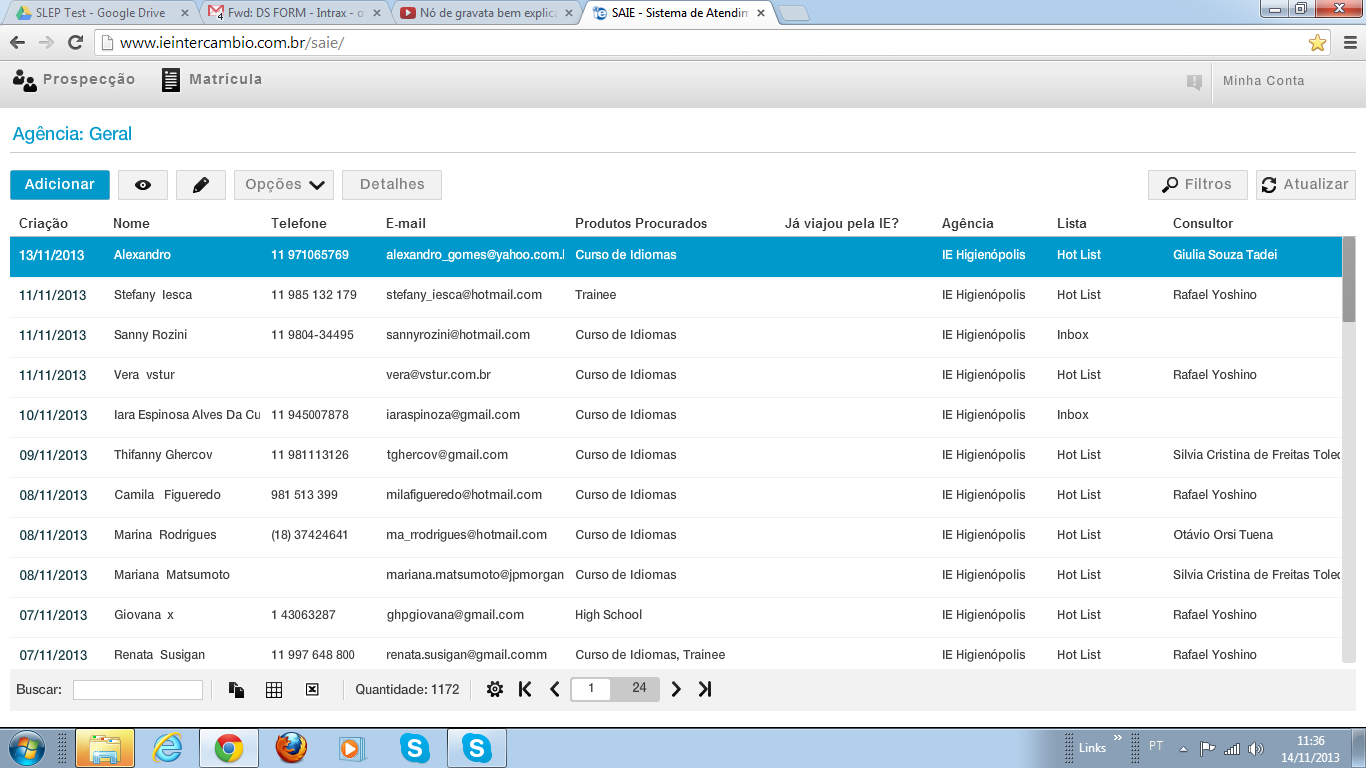 SLEP Test - Google Drive
Fwd: DS FORM - Intrax - o
Nó de gravata bem explica
SAIE - Sistema de Atendim
www.ieintercambio.com.br/saie/
Prospecção Matrícula Minha Conta
Agência: Geral
Adicionar Opções Detalhes Filtros Atualizar
Criação Nome Telefone E-mail Produtos Procurados Já viajou pela IE? Agência Lista Consultor
13/11/2013 Alexandro 11 971065769 alexandro_gomes@yahoo.com.l Curso de Idiomas IE Higienópolis Hot List Giulia Souza Tadei
11/11/2013 Stefany Iesca 11 985 132 179 stefany_iesca@hotmail.com Trainee IE Higienópolis Hot List Rafael Yoshino
11/11/2013 Sanny Rozini 11 9804-34495 sannyrozini@hotmail.com Curso de Idiomas IE Higienópolis Inbox
11/11/2013 Vera vstur vera@vstur.com.br Curso de Idiomas IE Higienópolis Hot List Rafael Yoshino
10/11/2013 Iara Espinosa Alves Da Cu 11 945007878 iaraspinoza@gmail.com Curso de Idiomas IE Higienópolis Inbox
09/11/2013 Thifanny Ghercov 11 981113126 tghercov@gmail.com Curso de Idiomas IE Higienópolis Hot List Silvia Cristina de Freitas Toled
08/11/2013 Camila Figueredo 981 513 399 milafigueredo@hotmail.com Curso de Idiomas IE Higienópolis Hot List Rafael Yoshino
08/11/2013 Marina Rodrigues (18) 37424641 ma_rrodrigues@hotmail.com Curso de Idiomas IE Higienópolis Hot List Otávio Orsi Tuena
08/11/2013 Mariana Matsumoto mariana.matsumoto@jpmorgan Curso de Idiomas IE Higienópolis Hot List Silvia Cristina de Freitas Toled
07/11/2013 Giovana x 1 43063287 ghpgiovana@gmail.com High School IE Higienópolis Hot List Rafael Yoshino
07/11/2013 Renata Susigan 11 997 648 800 renata.susigan@gmail.comm Curso de Idiomas, Trainee IE Higienópolis Hot List Rafael Yoshino
Buscar: Quantidade: 1172 1 24
Links » PT 11:36
14/11/2013